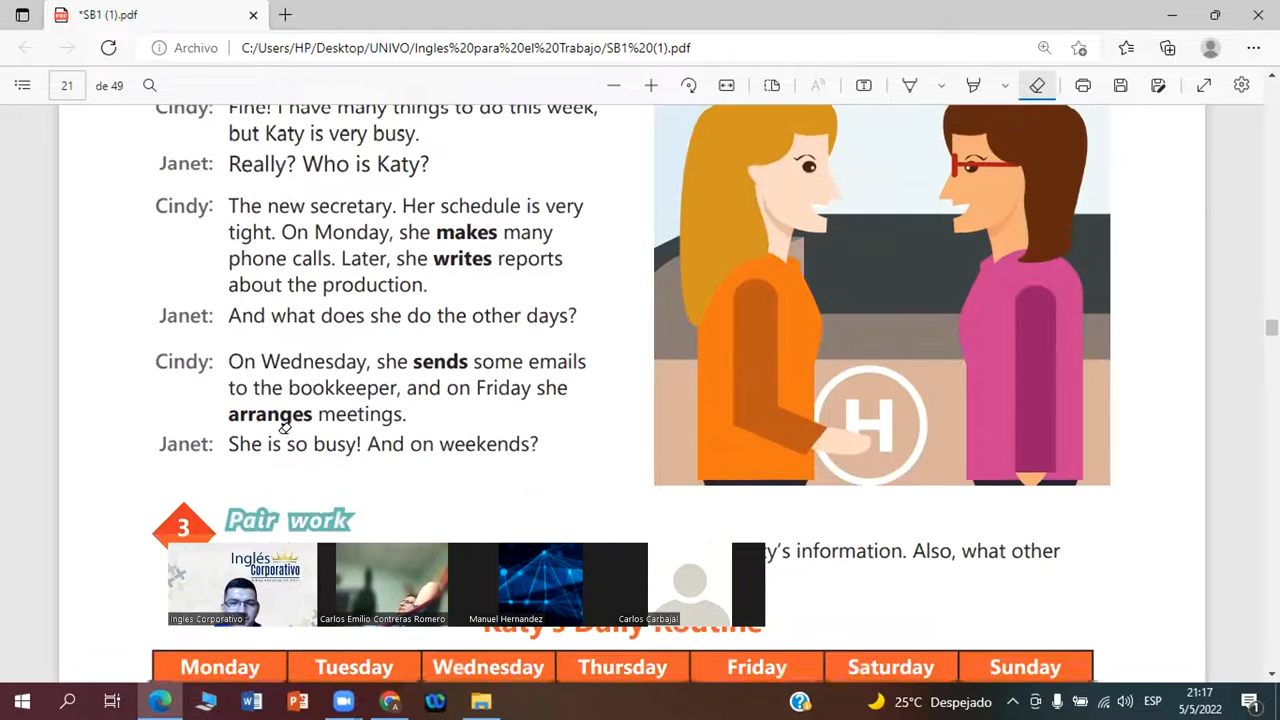 *SB1 (1).pdf
Archivo
C:/Users/HP/Desktop/UNIVO/Ingles%20para%20el%20Trabajo/SB1%20(1).pdf
21 de 49
Cindy: Fine! I have many things to do this week,
but Katy is very busy.
Janet: Really? Who is Katy?
Cindy: The new secretary. Her schedule is very
tight. On Monday, she makes many
phone calls. Later, she writes reports
about the production.
Janet: And what does she do the other days?
Cindy: On Wednesday, she sends some emails
to the bookkeeper, and on Friday she
arranges meetings.
Janet: She is so busy! And on weekends?
H
3 Pair work
ty's information. Also, what other
Inglés
Corporativo
Ingles Corporativo
Carlos Emilio Contreras Romero
Manuel Hernandez
Carlos Carbajal
Katy's Daily Routine
Monday Tuesday Wednesday Thursday Friday Saturday Sunday
25°C Despejado
ESP
21:17
5/5/2022